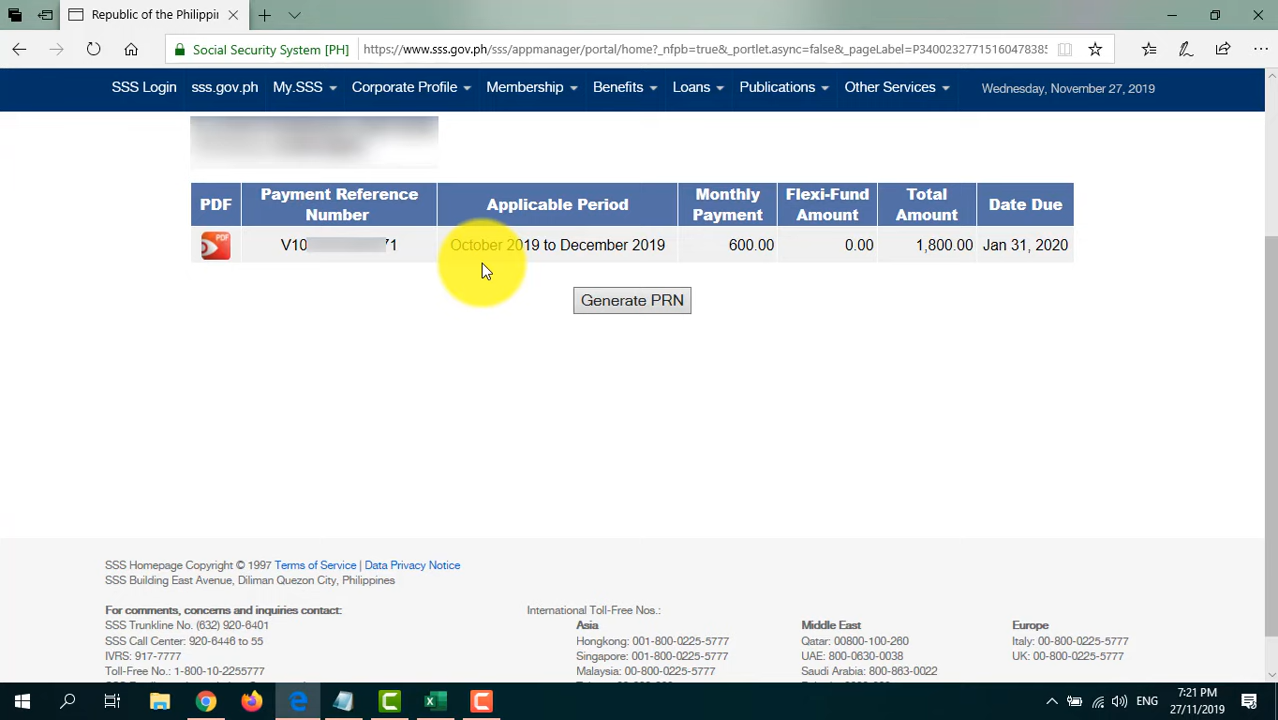 Republic of the Philippin
Social Security System [PH]
https://www.sss.gov.ph/sss/appmanager/portal/home?_nfpb=true&_portlet.async=false&_pageLabel=P34002327715160478385
SSS Login sss.gov.ph My.SSS Corporate Profile Membership Benefits Loans Publications Other Services Wednesday, November 27, 2019
PDF Payment Reference Number Applicable Period Monthly Payment Flexi-Fund Amount Total Amount Date Due
PDF V10 71 October 2019 to December 2019 600.00 0.00 1,800.00 Jan 31, 2020
Generate PRN
SSS Homepage Copyright © 1997 Terms of Service | Data Privacy Notice
SSS Building East Avenue, Diliman Quezon City, Philippines
For comments, concerns and inquiries contact:
SSS Trunkline No. (632) 920-6401
SSS Call Center: 920-6446 to 55
IVRS: 917-7777
Toll-Free No.: 1-800-10-2255777
International Toll-Free Nos.:
Asia
Hongkong: 001-800-0225-5777
Singapore: 001-800-0225-5777
Malaysia: 00-800-0225-5777
Middle East
Qatar: 00800-100-260
UAE: 800-0630-0038
Saudi Arabia: 800-863-0022
Europe
Italy: 00-800-0225-5777
UK: 00-800-0225-5777
ENG
7:21 PM
27/11/2019